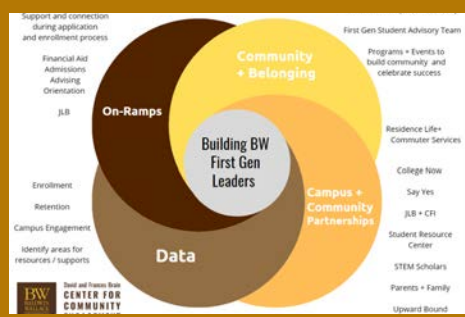 Support and connection
during application
and enrollment process
Financial Aid
Admissions
Advising
Orientation
JLB
On-Ramps
Community
+ Belonging
First Gen Student Advisory Team
Programs + Events to
build community and
celebrate success
Building BW
First Gen
Leaders
Residence Life+
Commuter Services
Enrollment
Retention
Campus Engagement
Identify areas for
resources / supports
Data
Campus +
Community
Partnerships
College Now
Say Yes
JLB + CFI
Student Resource
Center
STEM Scholars
Parents + Family
Upward Bound
BW
BALDWIN
WALLACE
David and Frances Brain
CENTER FOR
COMMUNITY